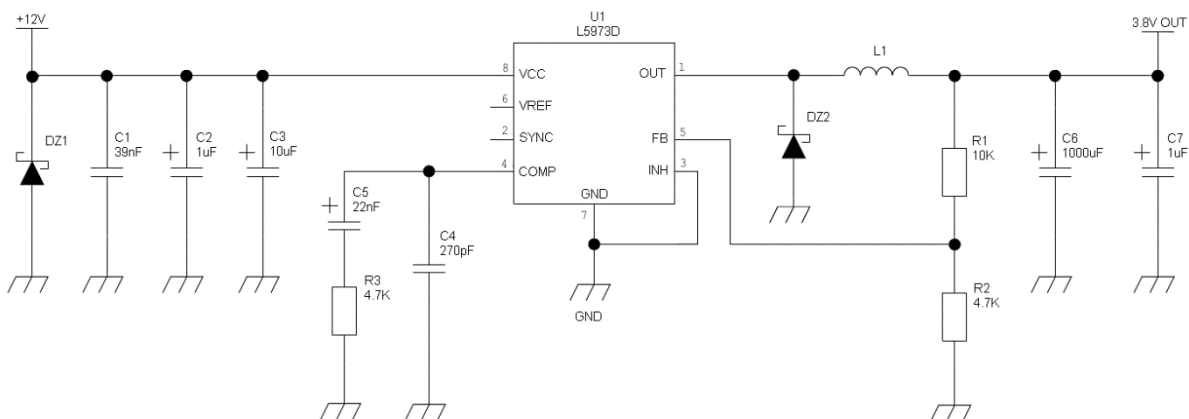 +12V
U1
L5973D
3.8V OUT
8
VCC
OUT
1
L1
6
VREF
DZ1
C1
39nF
C2
1uF
C3
10uF
2
SYNC
FB
5
DZ2
R1
10K
C6
1000uF
C7
1uF
4
COMP
INH
3
GND
7
C5
22nF
C4
270pF
R3
4.7K
R2
4.7K
GND